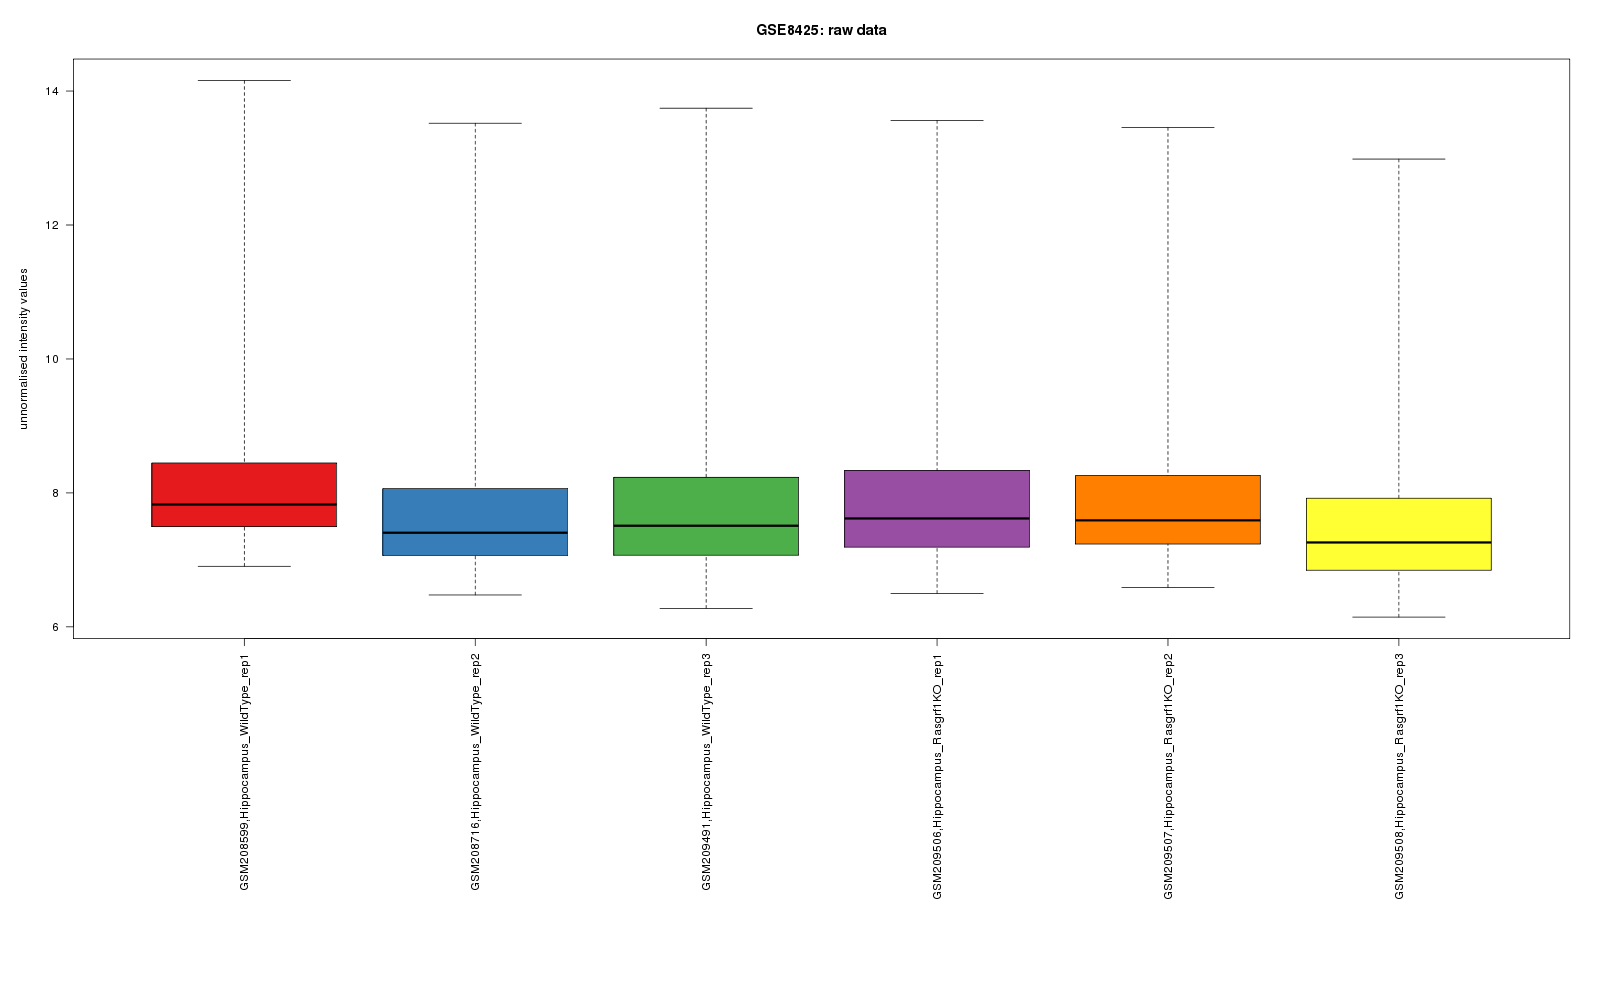 GSE8425: raw data
unnormalised intensity values
14
12
10
8
6
GSM208599,Hippocampus_WildType_rep1
GSM208716,Hippocampus_WildType_rep2
GSM209491,Hippocampus_WildType_rep3
GSM209506,Hippocampus_Rasgrf1KO_rep1
GSM209507,Hippocampus_Rasgrf1KO_rep2
GSM209508,Hippocampus_Rasgrf1KO_rep3